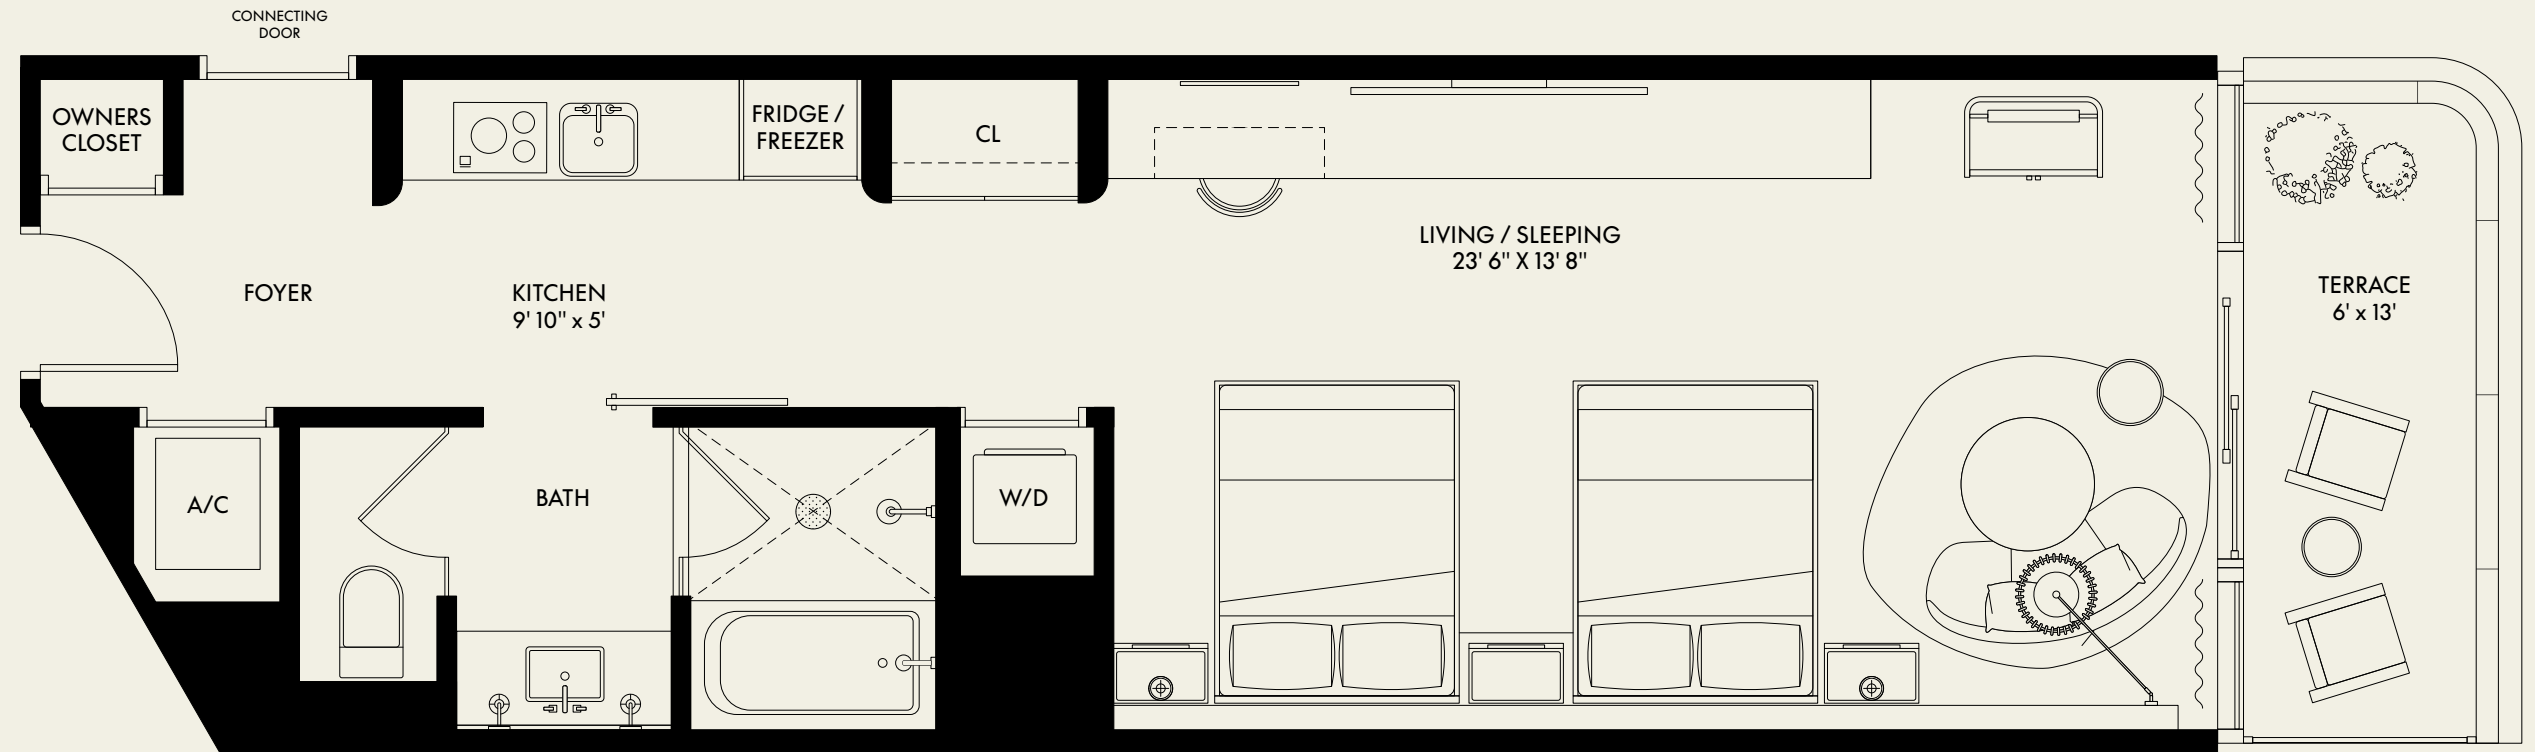 CONNECTING
DOOR
OWNERS
CLOSET
FRIDGE /
FREEZER
CL
LIVING / SLEEPING
23' 6" X 13' 8"
FOYER
KITCHEN
9' 10" x 5'
TERRACE
6' x 13'
A/C
BATH
W/D